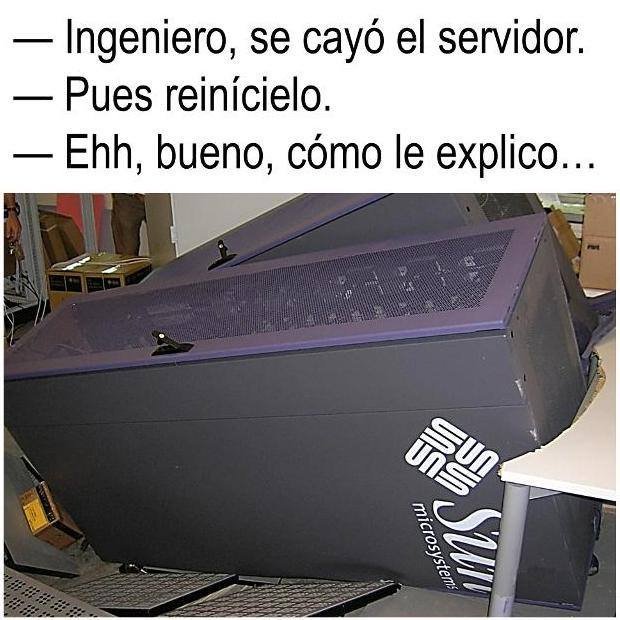 — Ingeniero, se cayó el servidor.
— Pues reinícielo.
— Ehh, bueno, cómo le explico…
Sun
microsystems